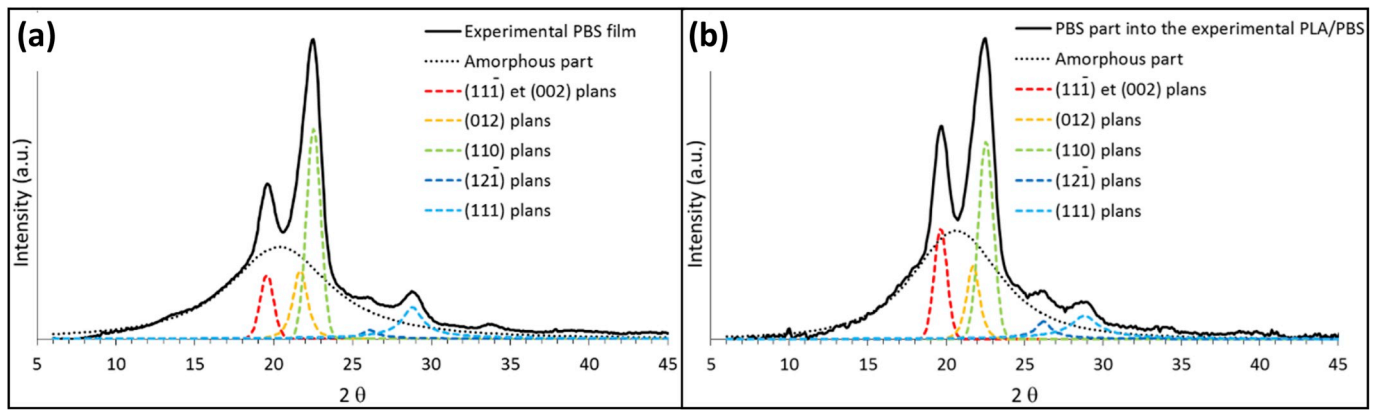 (a)
Experimental PBS film
Amorphous part
(111̄) et (002) plans
(012) plans
(110) plans
(121̄) plans
(111) plans
Intensity (a.u.)
5 10 15 20 25 30 35 40 45
2 θ
(b)
PBS part into the experimental PLA/PBS
Amorphous part
(111̄) et (002) plans
(012) plans
(110) plans
(121̄) plans
(111) plans
Intensity (a.u.)
5 10 15 20 25 30 35 40 45
2 θ